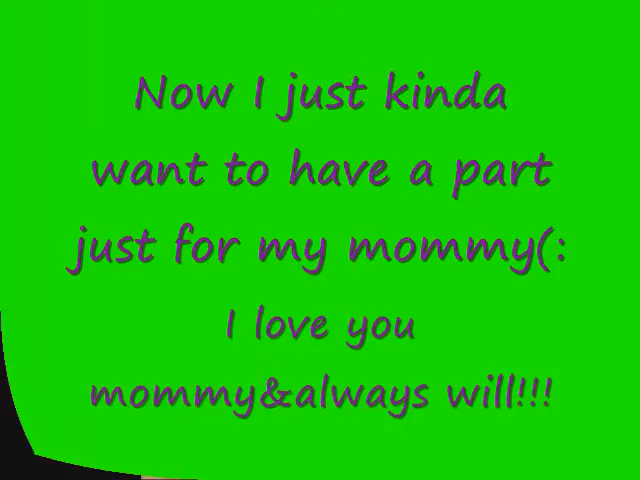 Now I just kinda
want to have a part
just for my mommy(:
I love you
mommy&always will!!!